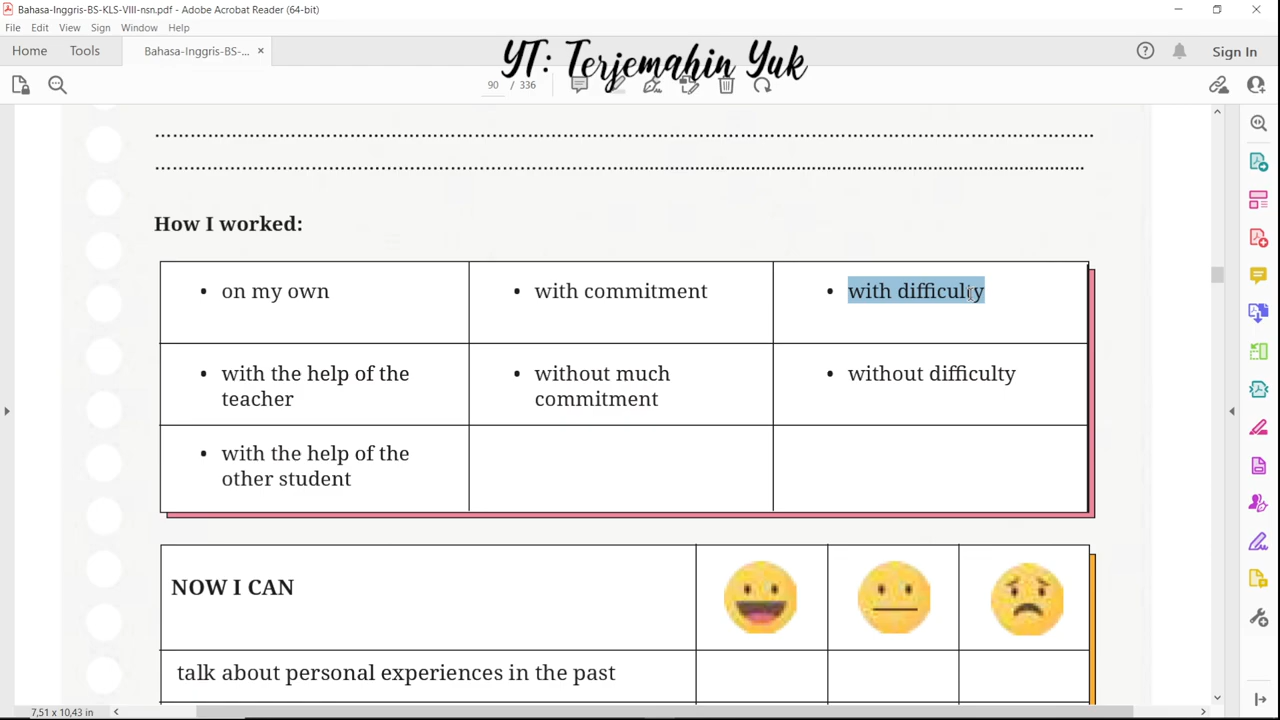 Bahasa-Inggris-BS-KLS-VIII-nsn.pdf - Adobe Acrobat Reader (64-bit)
File Edit View Sign Window Help
Home Tools Bahasa-Inggris-BS-... × Sign In
YT: Terjemahin Yuk
90 / 336
How I worked:
• on my own
• with commitment
• with difficulty
• with the help of the
teacher
• without much
commitment
• without difficulty
• with the help of the
other student
NOW I CAN
talk about personal experiences in the past
7,51 x 10,43 in